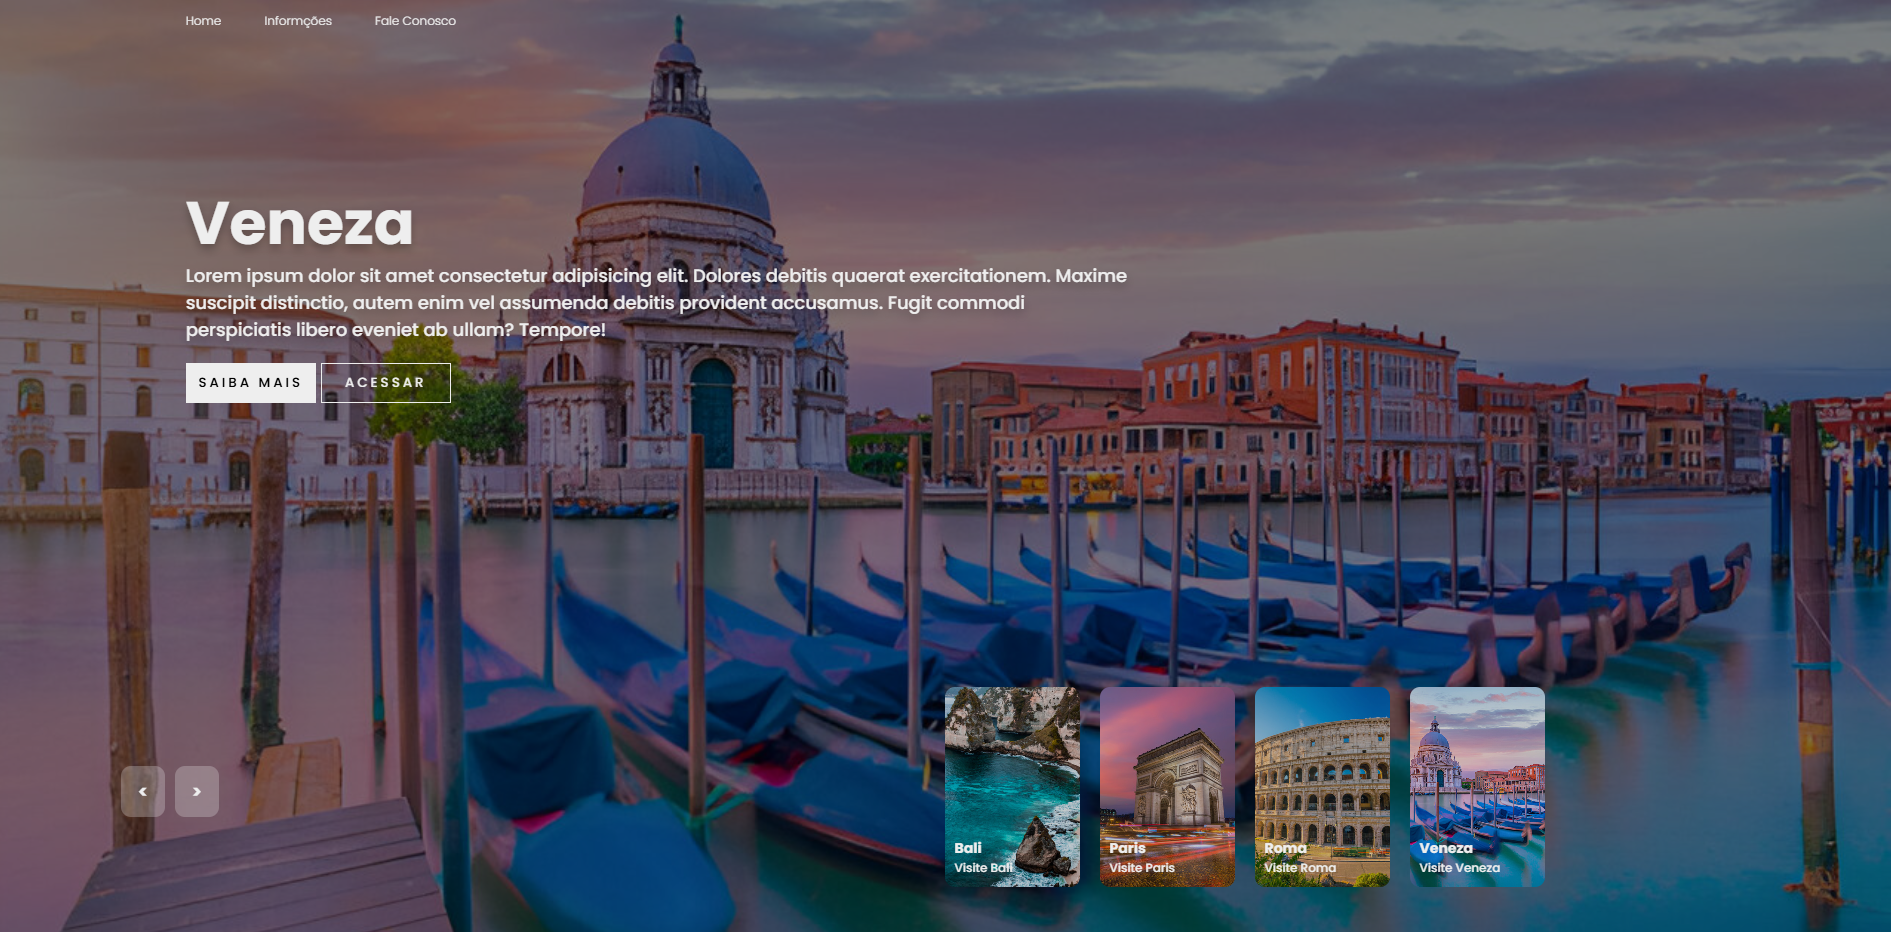 Home Informções Fale Conosco
Veneza
Lorem ipsum dolor sit amet consectetur adipisicing elit. Dolores debitis quaerat exercitationem. Maxime
suscipit distinctio, autem enim vel assumenda debitis provident accusamus. Fugit commodi
perspiciatis libero eveniet ab ullam? Tempore!
SAIBA MAIS ACESSAR
< >
Bali
Visite Bali
Paris
Visite Paris
Roma
Visite Roma
Veneza
Visite Veneza